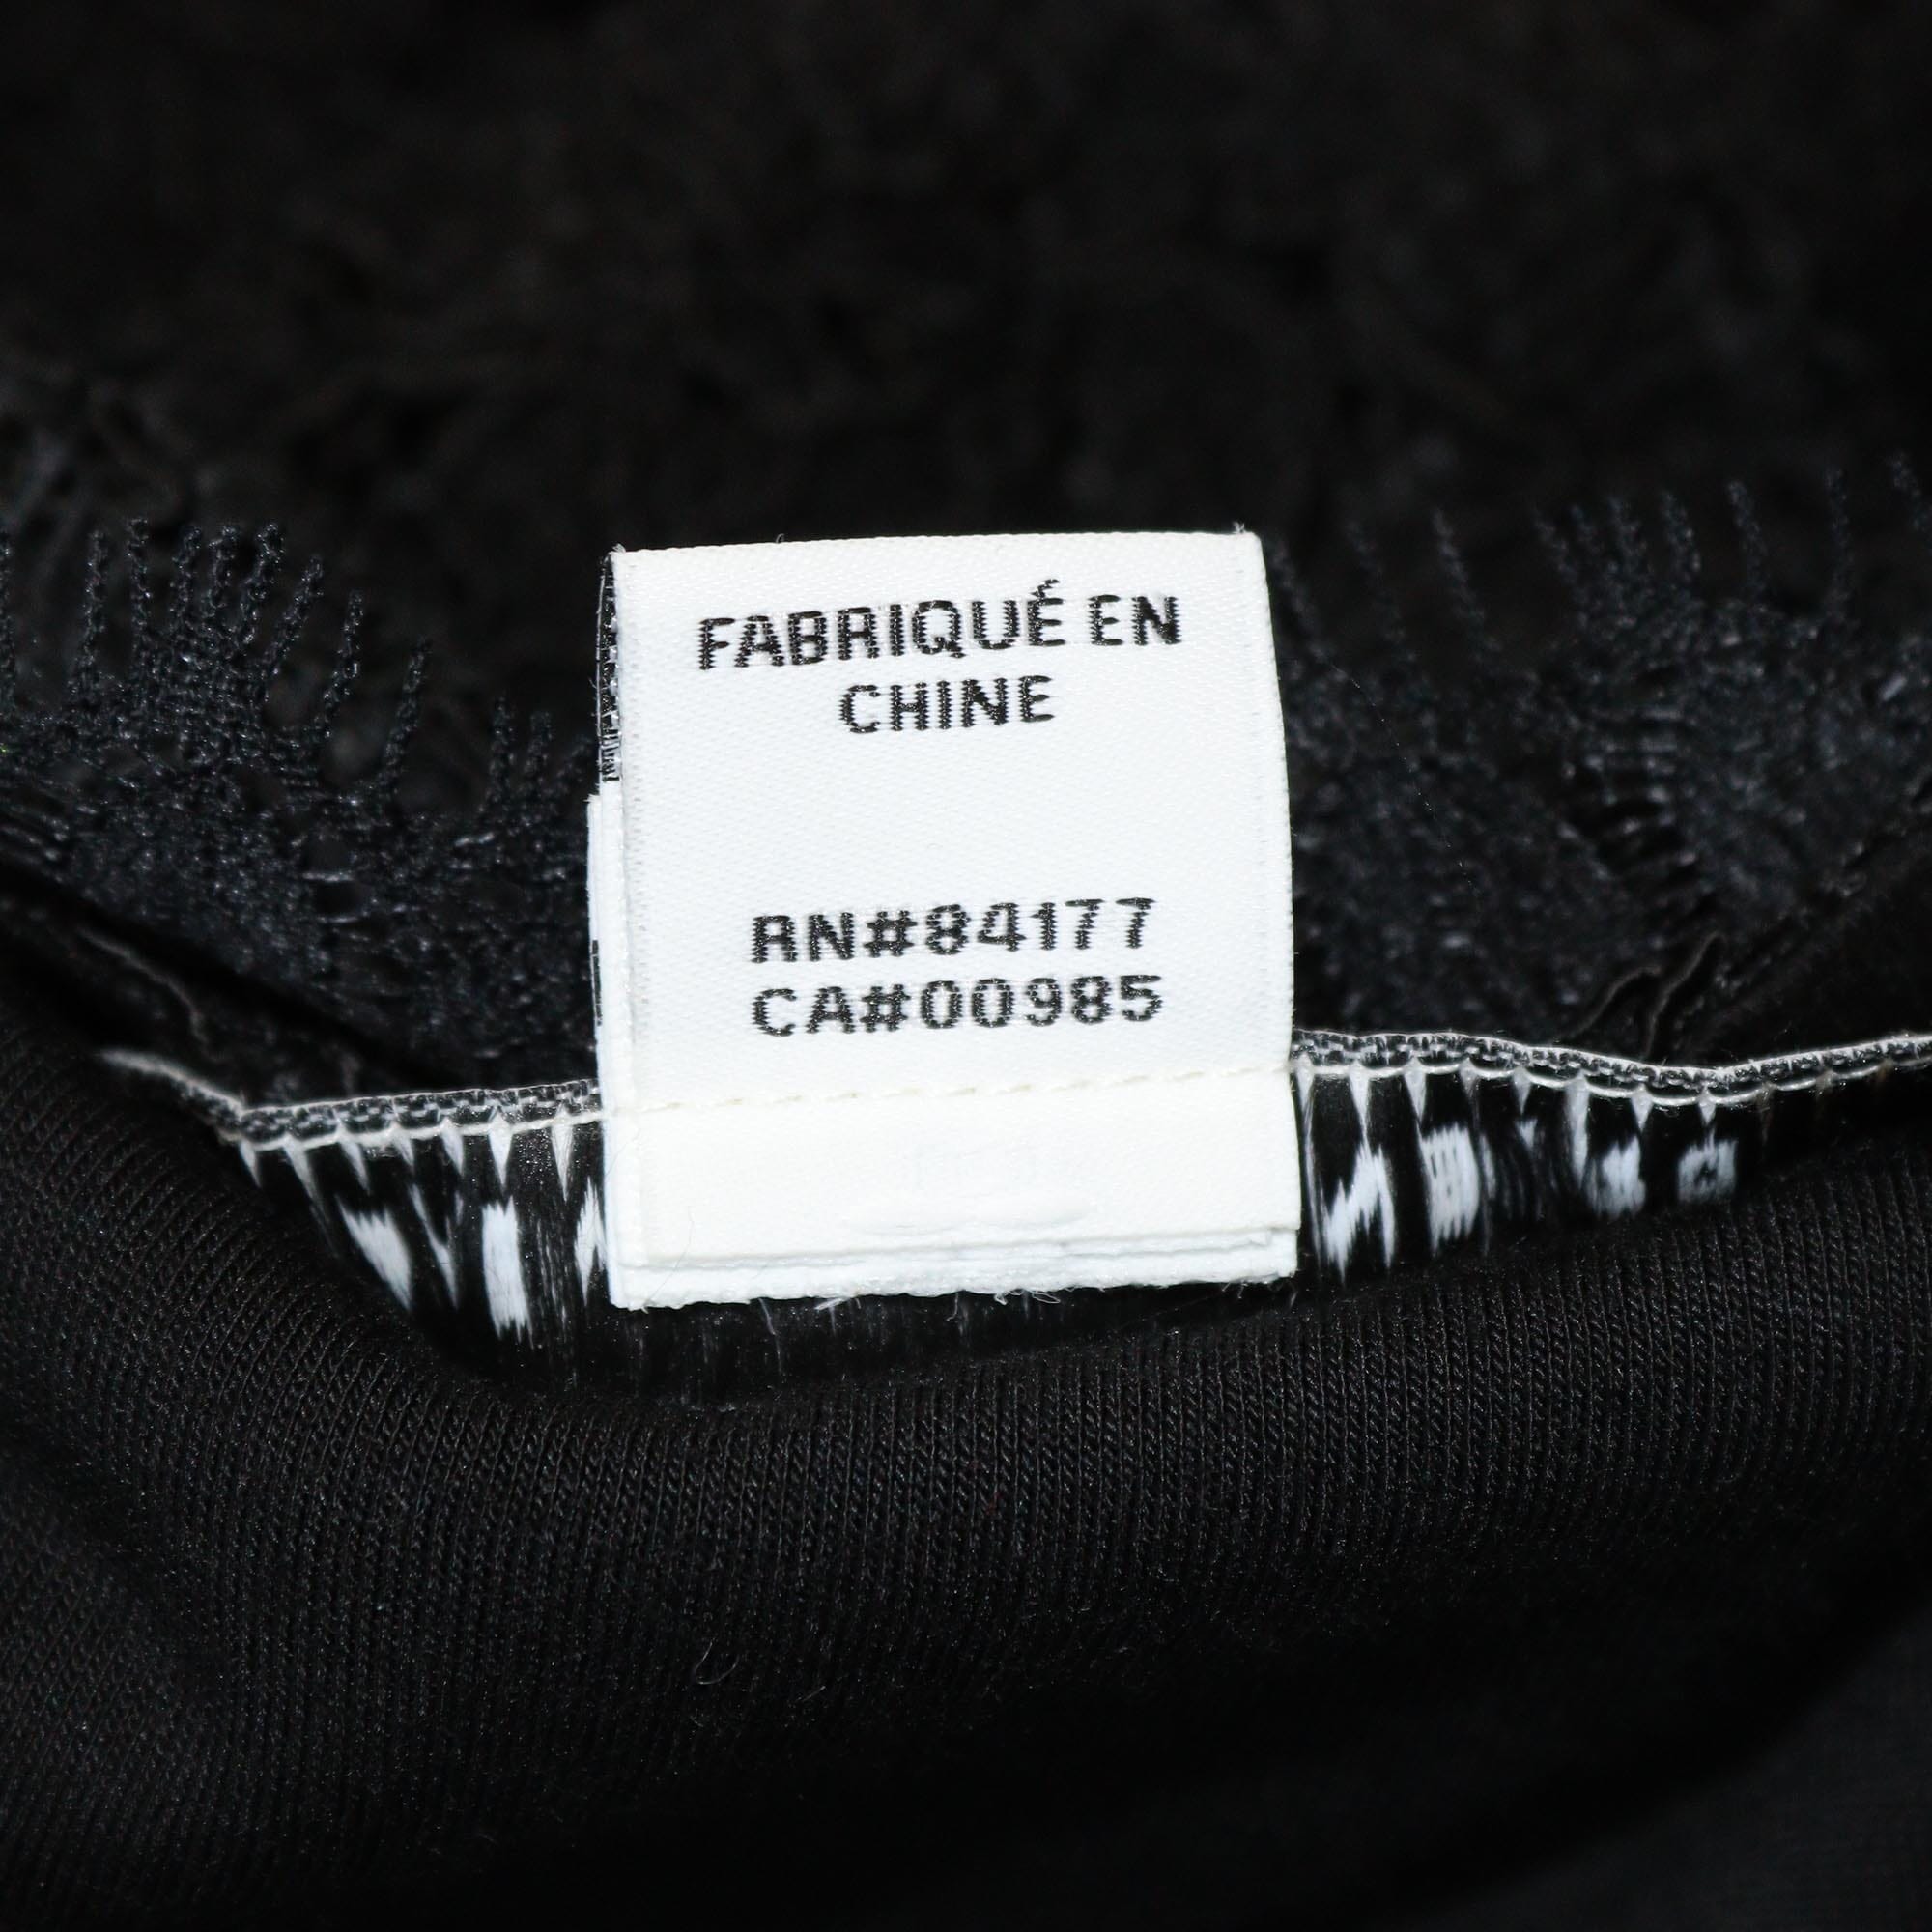 FABRIQUÉ EN
CHINE
RN#84177
CA#00985